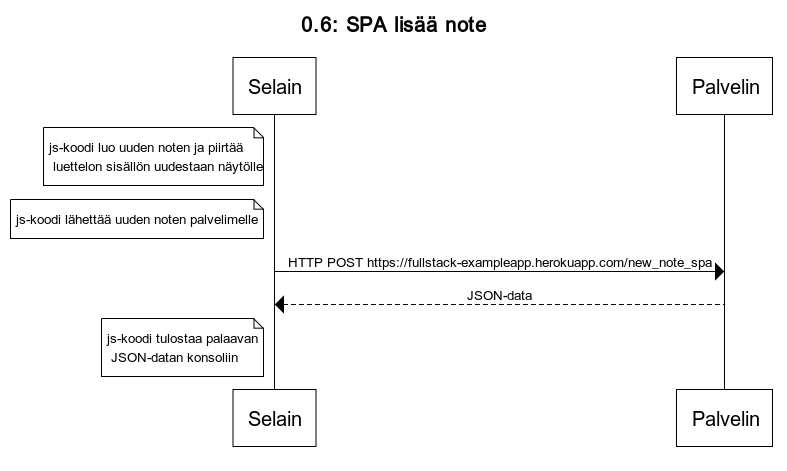 0.6: SPA lisää note
Selain
Palvelin
js-koodi luo uuden noten ja piirtää
luettelon sisällön uudestaan näytölle
js-koodi lähettää uuden noten palvelimelle
HTTP POST https://fullstack-exampleapp.herokuapp.com/new_note_spa
JSON-data
js-koodi tulostaa palaavan
JSON-datan konsoliin
Selain
Palvelin